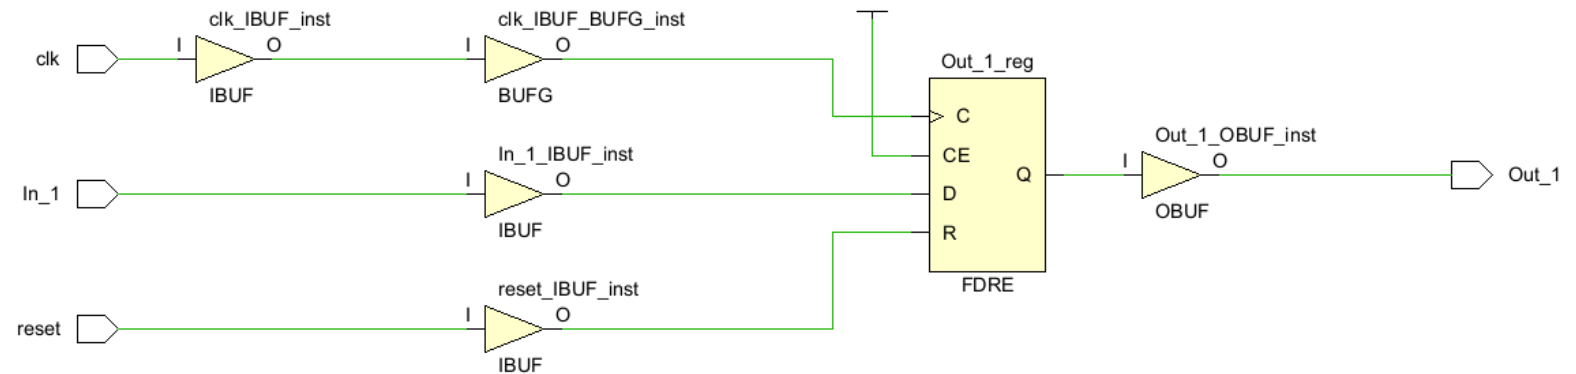 clk_IBUF_inst
clk_IBUF_BUFG_inst
clk
I
O
I
O
IBUF
BUFG
Out_1_reg
C
CE
D
R
Q
FDRE
In_1_IBUF_inst
In_1
I
O
IBUF
Out_1_OBUF_inst
I
O
OBUF
Out_1
reset_IBUF_inst
reset
I
O
IBUF